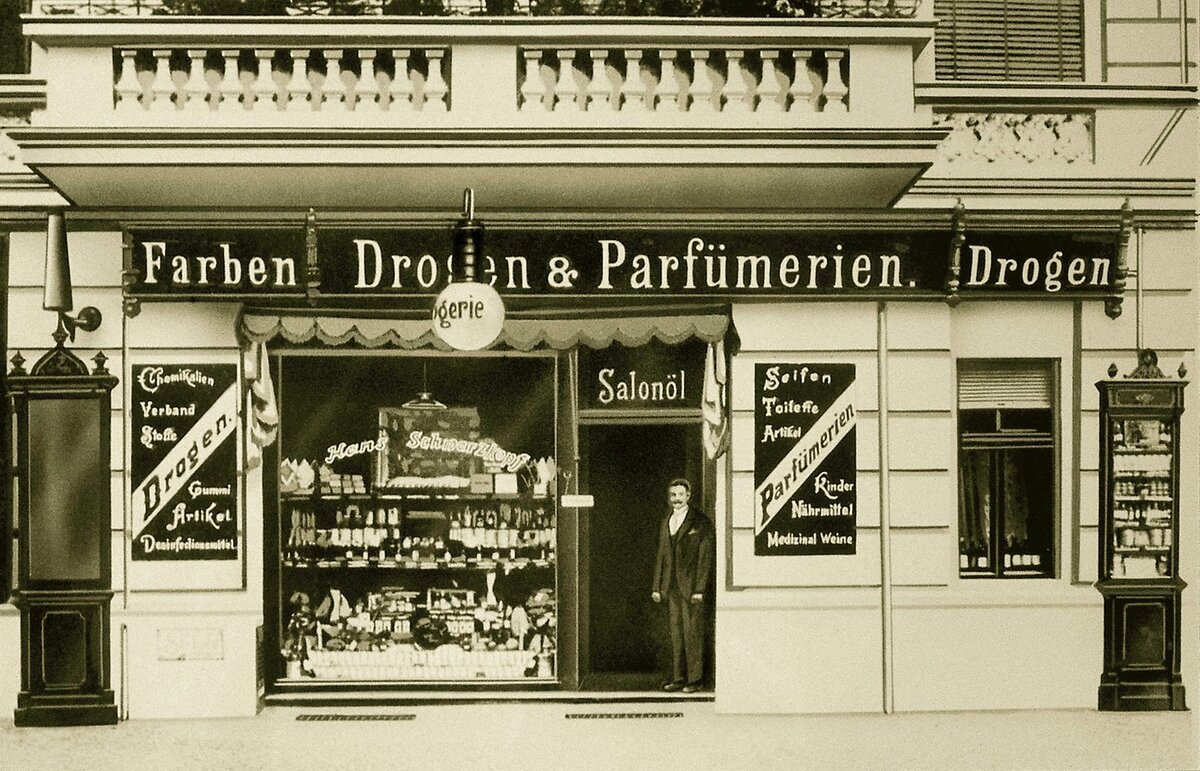 Farben
Drogen & Parfümerien.
Drogen
ogerie
Salonöl
Hans Schwarzkopf
Chemikalien
Verband
Stoffe
Drogen.
Gummi
Artikel
Desinfectionsmittel.
Seifen
Toilette
Artikel
Parfümerien
Kinder
Nährmittel
Medizinal Weine